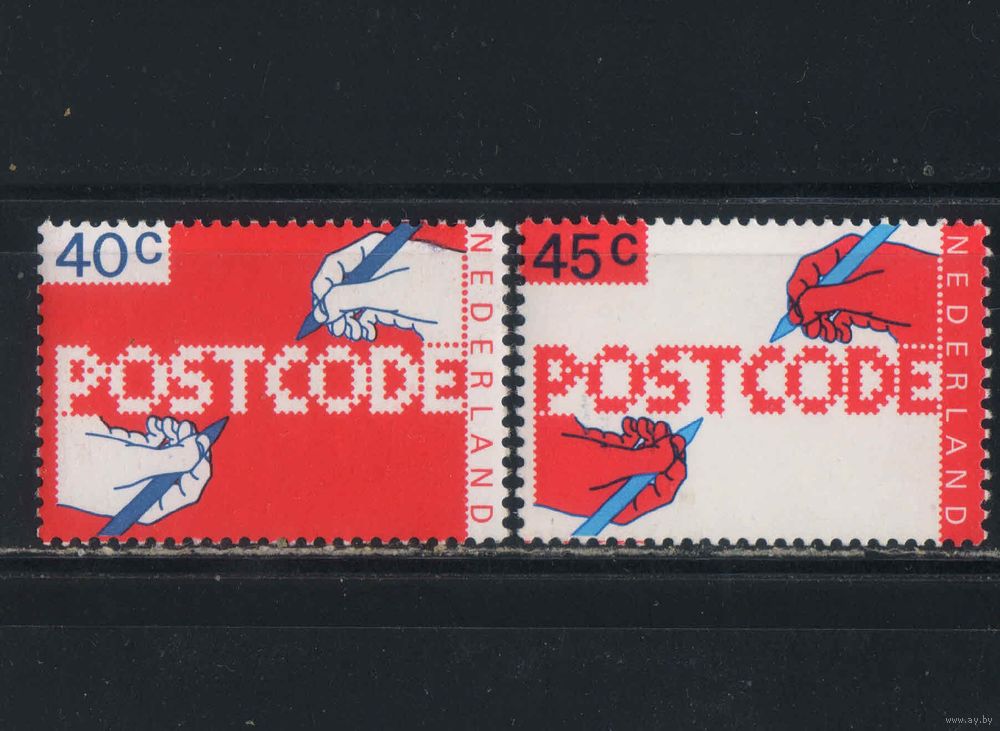 40c
POSTCODE
NEDERLAND
45c
POSTCODE
NEDERLAND
www.ay.by